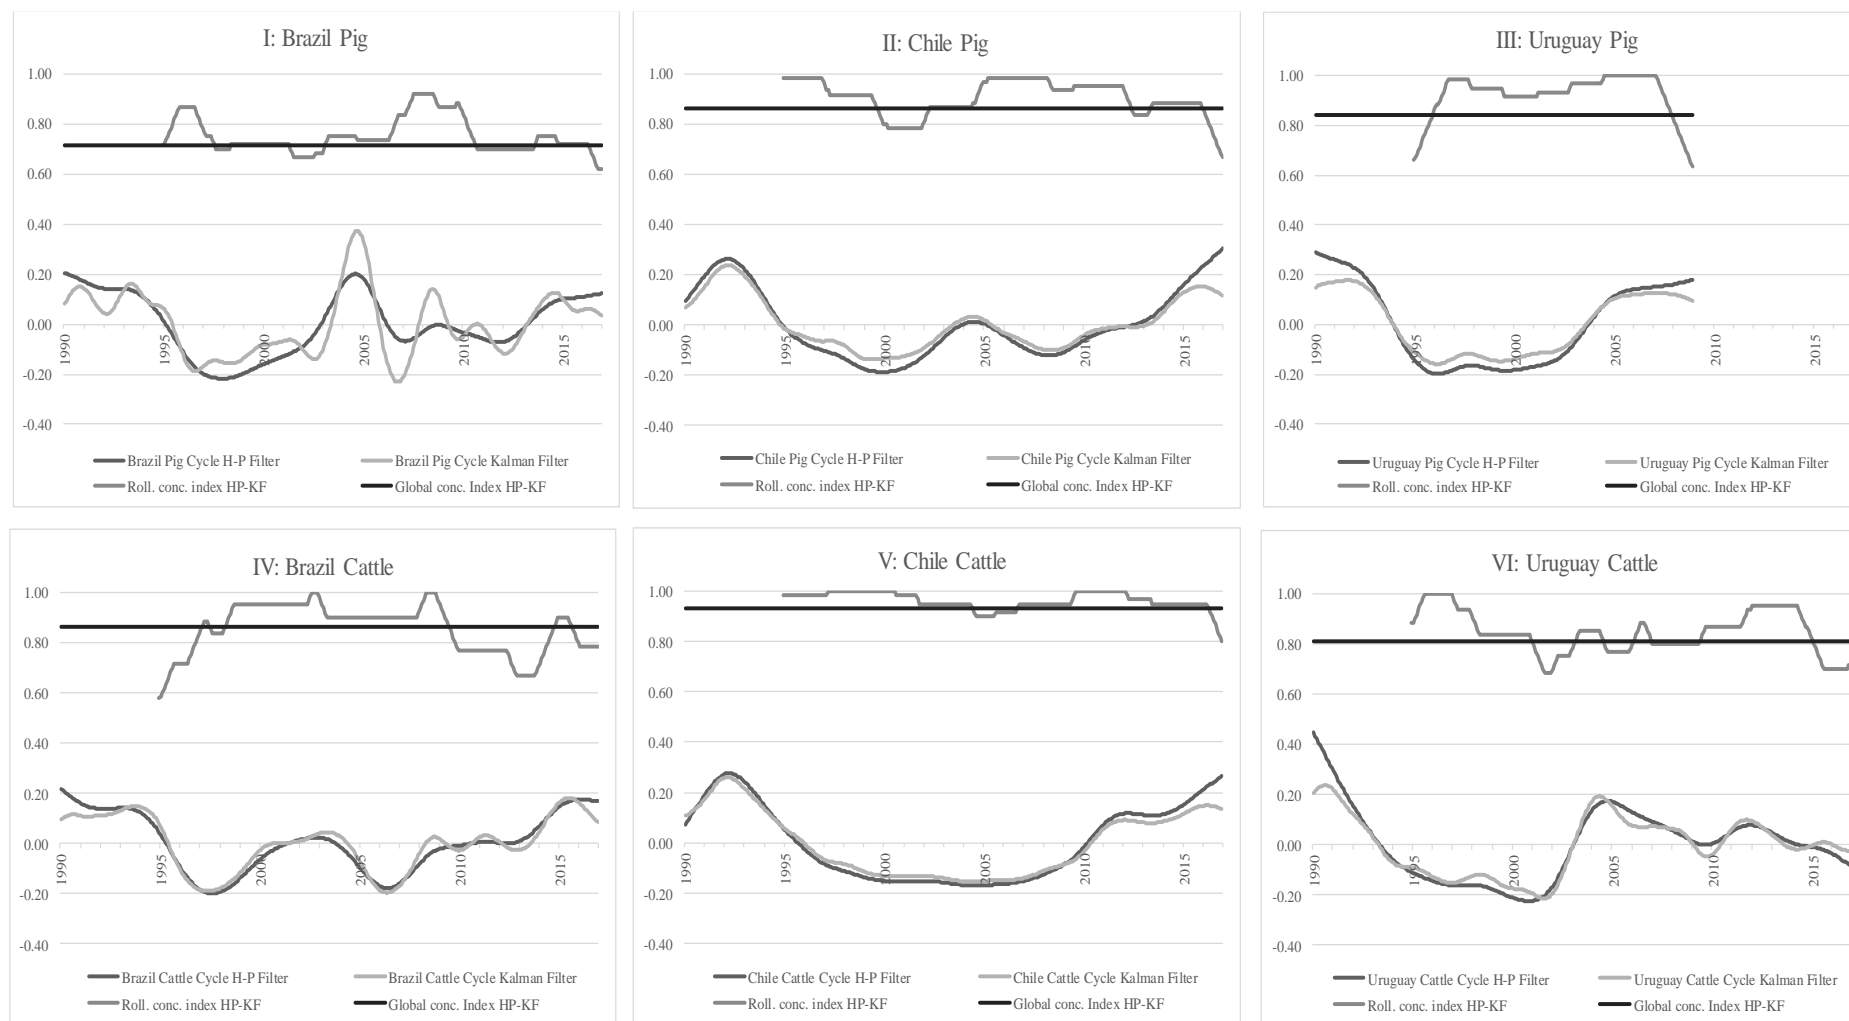 I: Brazil Pig
1.00
0.80
0.60
0.40
0.20
0.00
-0.20
-0.40
1990
1995
2000
2005
2010
2015
Brazil Pig Cycle H-P Filter
Brazil Pig Cycle Kalman Filter
Roll. conc. index HP-KF
Global conc. Index HP-KF
II: Chile Pig
1.00
0.80
0.60
0.40
0.20
0.00
-0.20
-0.40
1990
1995
2000
2005
2010
2015
Chile Pig Cycle H-P Filter
Chile Pig Cycle Kalman Filter
Roll. conc. index HP-KF
Global conc. Index HP-KF
III: Uruguay Pig
1.00
0.80
0.60
0.40
0.20
0.00
-0.20
-0.40
1990
1995
2000
2005
2010
2015
Uruguay Pig Cycle H-P Filter
Uruguay Pig Cycle Kalman Filter
Roll. conc. index HP-KF
Global conc. Index HP-KF
IV: Brazil Cattle
1.00
0.80
0.60
0.40
0.20
0.00
-0.20
-0.40
1990
1995
2000
2005
2010
2015
Brazil Cattle Cycle H-P Filter
Brazil Cattle Cycle Kalman Filter
Roll. conc. index HP-KF
Global conc. Index HP-KF
V: Chile Cattle
1.00
0.80
0.60
0.40
0.20
0.00
-0.20
-0.40
1990
1995
2000
2005
2010
2015
Chile Cattle Cycle H-P Filter
Chile Cattle Cycle Kalman Filter
Roll. conc. index HP-KF
Global conc. Index HP-KF
VI: Uruguay Cattle
1.00
0.80
0.60
0.40
0.20
0.00
-0.20
-0.40
1990
1995
2000
2005
2010
2015
Uruguay Cattle Cycle H-P Filter
Uruguay Cattle Cycle Kalman Filter
Roll. conc. index HP-KF
Global conc. Index HP-KF